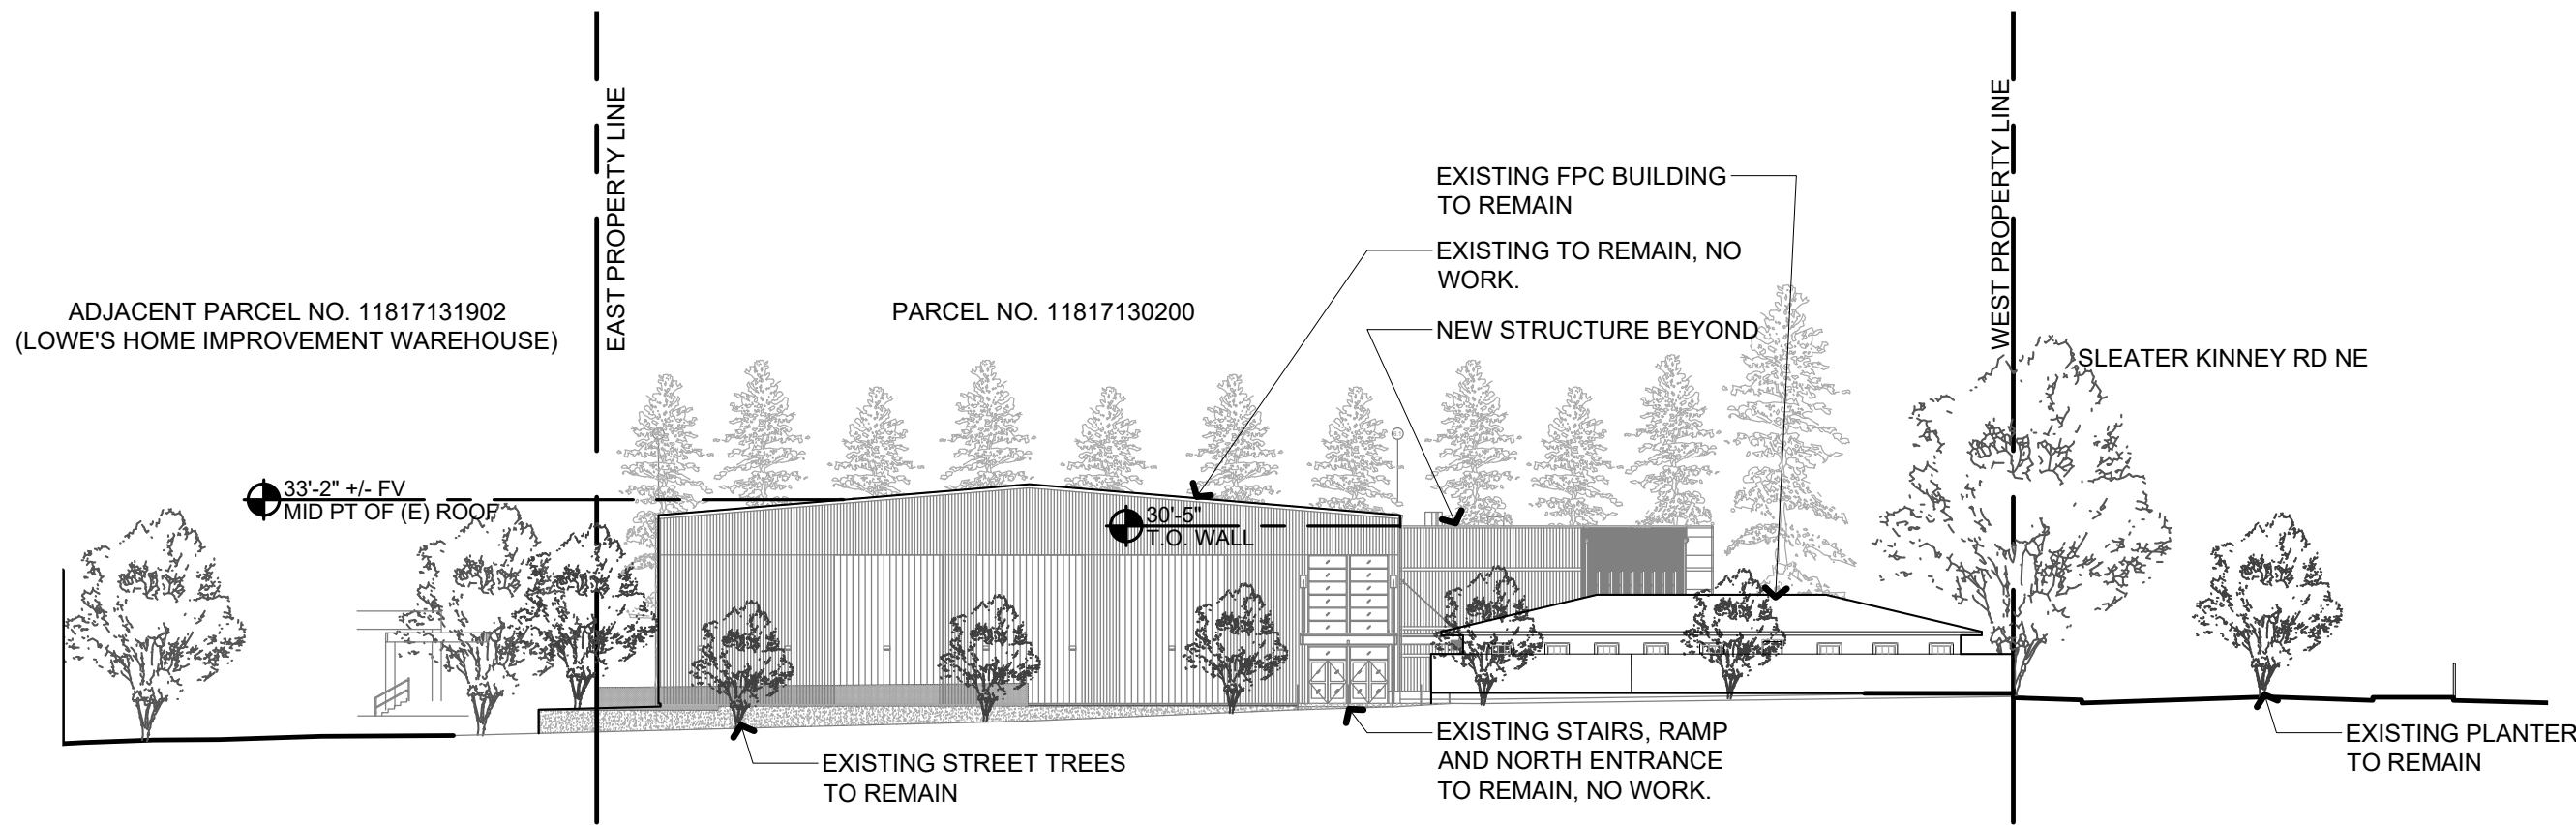 EAST PROPERTY LINE
WEST PROPERTY LINE
EXISTING FPC BUILDING
TO REMAIN
EXISTING TO REMAIN, NO
WORK.
ADJACENT PARCEL NO. 11817131902
(LOWE'S HOME IMPROVEMENT WAREHOUSE)
PARCEL NO. 11817130200
NEW STRUCTURE BEYOND
SLEATER KINNEY RD NE
33'-2" +/- FV
MID PT OF (E) ROOF
30'-5"
T.O. WALL
EXISTING STREET TREES
TO REMAIN
EXISTING STAIRS, RAMP
AND NORTH ENTRANCE
TO REMAIN, NO WORK.
EXISTING PLANTER
TO REMAIN